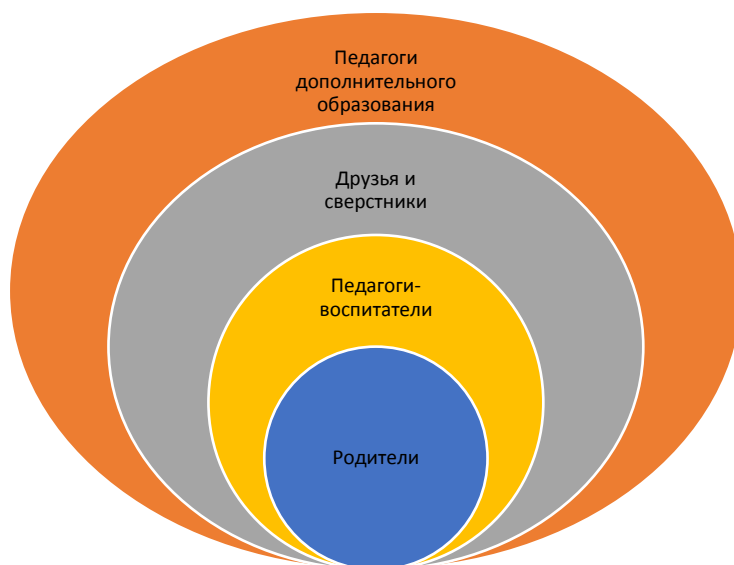 Педагоги
дополнительного
образования
Друзья и
сверстники
Педагоги-
воспитатели
Родители